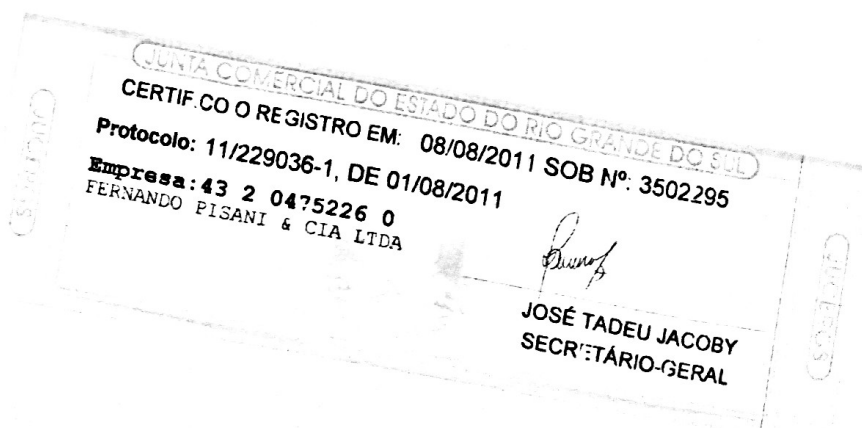 JUNTA COMERCIAL DO ESTADO DO RIO GRANDE DO SUL
CERTIFICO O REGISTRO EM: 08/08/2011 SOB Nº: 3502295
Protocolo: 11/229036-1, DE 01/08/2011
Empresa:43 2 0475226 0
FERNANDO PISANI & CIA LTDA
JOSÉ TADEU JACOBY
SECRETÁRIO-GERAL
JUCERGS
JUCERGS